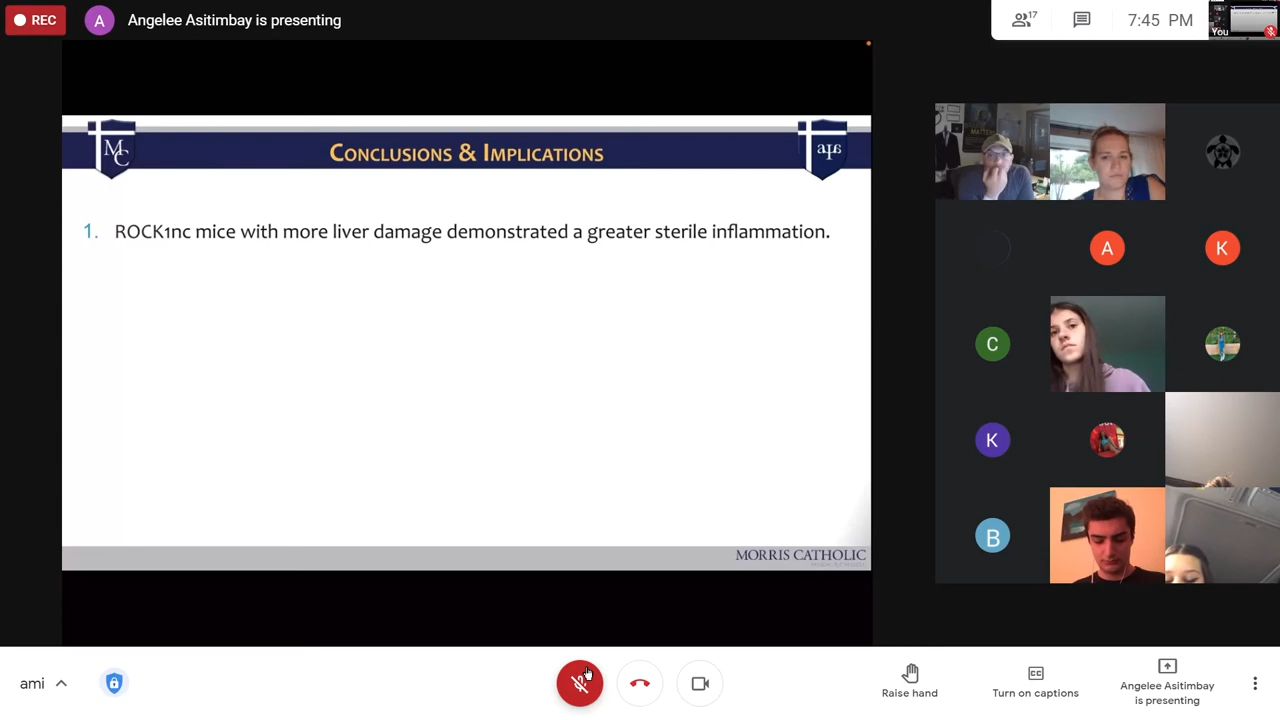 REC
A
Angelee Asitimbay is presenting
17
7:45 PM
You
MC
CONCLUSIONS & IMPLICATIONS
1. ROCK1nc mice with more liver damage demonstrated a greater sterile inflammation.
MORRIS CATHOLIC
A
K
C
K
B
ami
Raise hand
Turn on captions
Angelee Asitimbay
is presenting